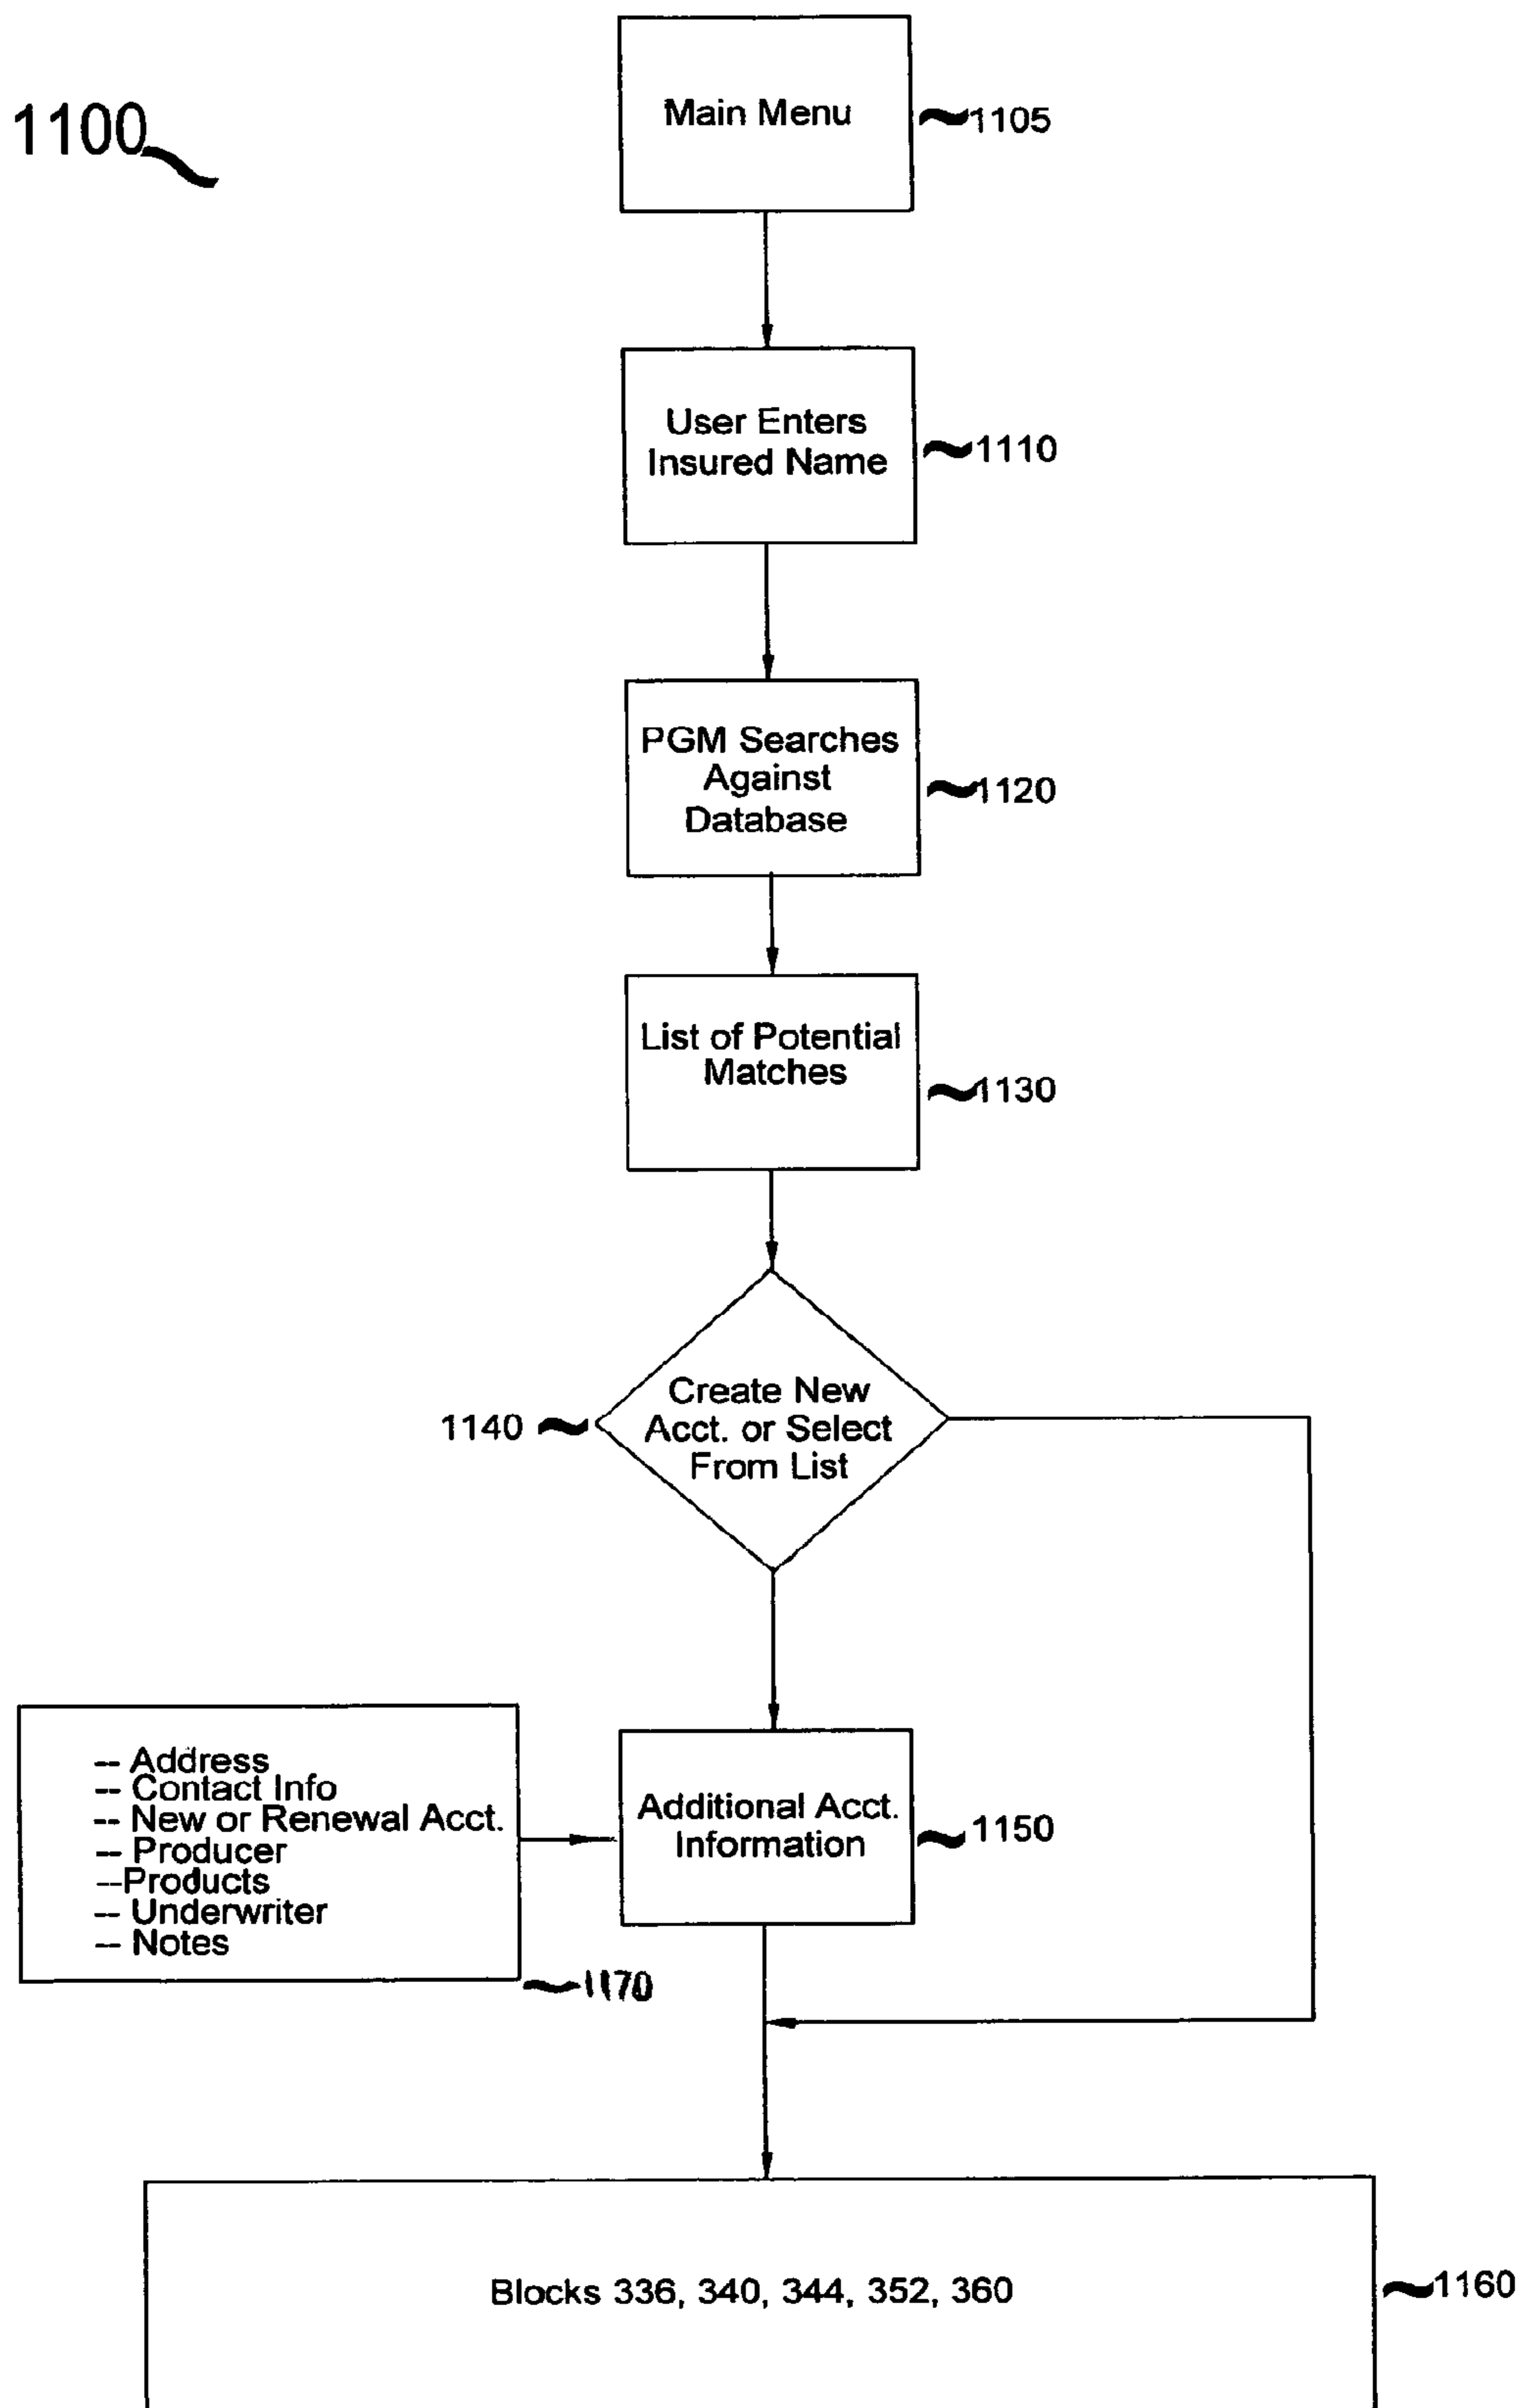 1100
Main Menu
1105
User Enters
Insured Name
1110
PGM Searches
Against
Database
1120
List of Potential
Matches
1130
Create New
Acct. or Select
From List
1140
-- Address
-- Contact Info
-- New or Renewal Acct.
-- Producer
--Products
-- Underwriter
-- Notes
1170
Additional Acct.
Information
1150
Blocks 336, 340, 344, 352, 360
1160